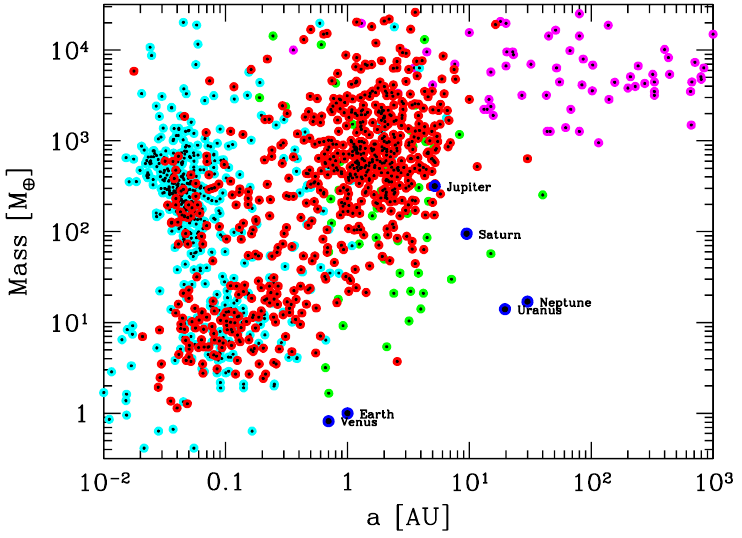 10⁴
10³
10²
10¹
1
Mass [M⊕]
Jupiter
Saturn
Neptune
Uranus
Earth
Venus
10⁻² 0.1 1 10¹ 10² 10³
a [AU]